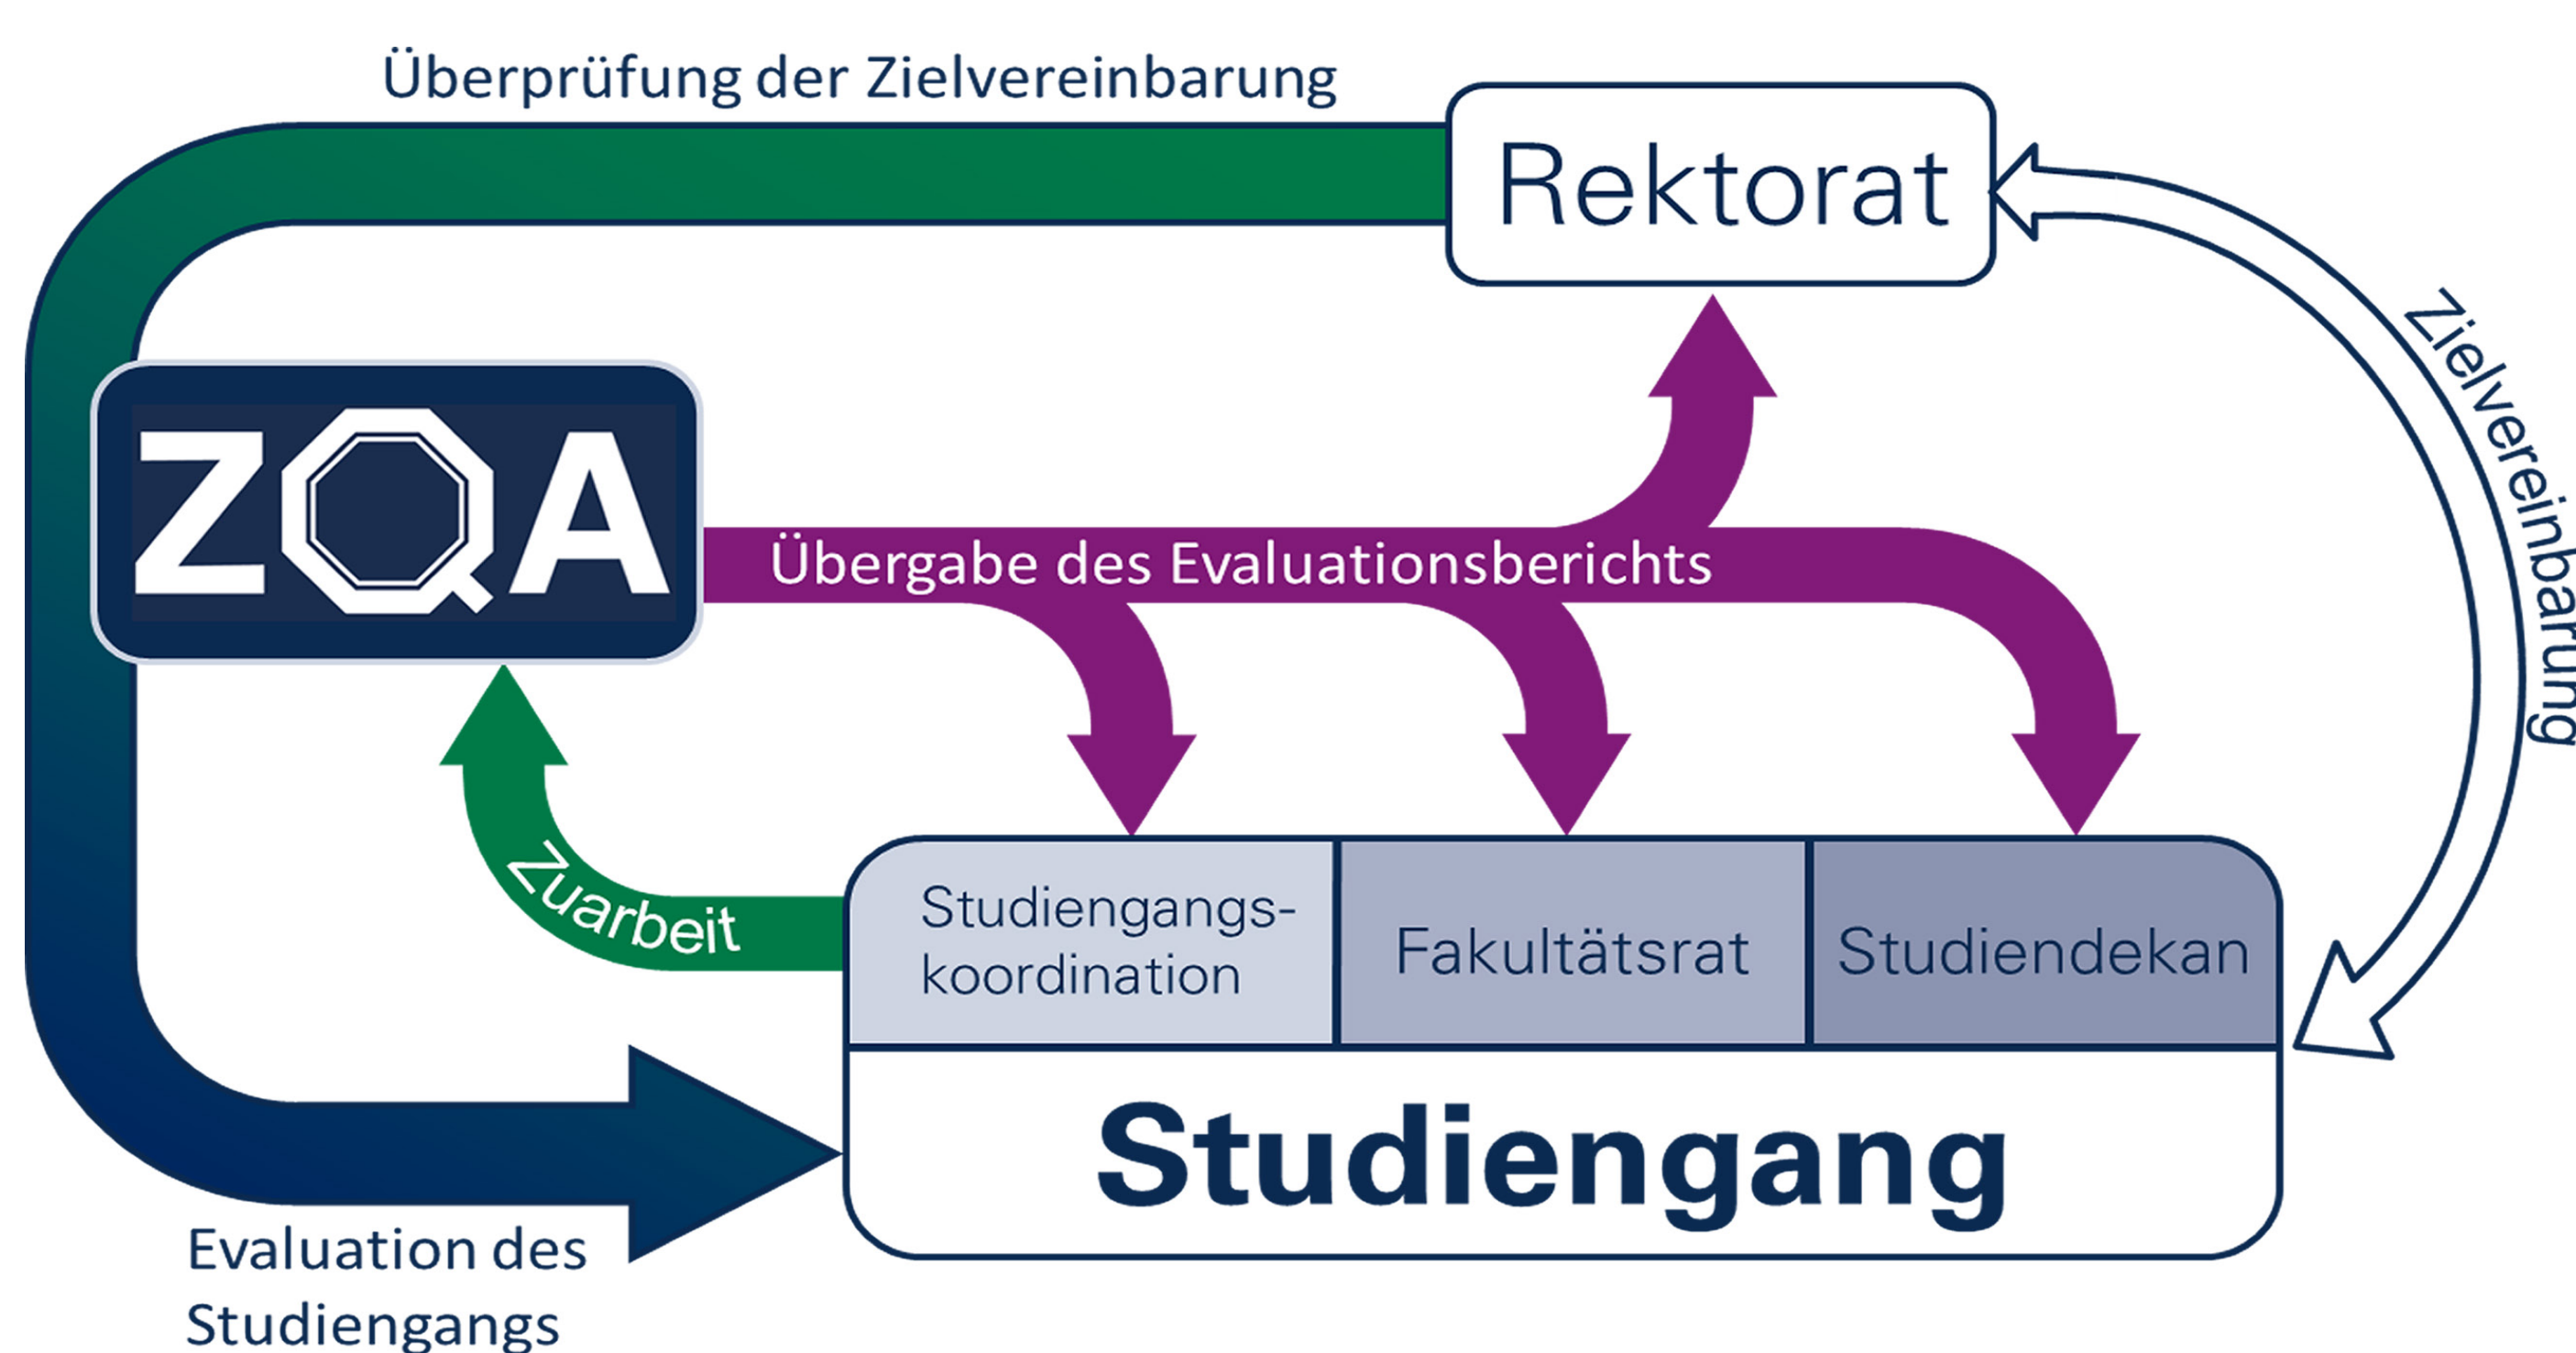 Überprüfung der Zielvereinbarung
Rektorat
Zielvereinbarung
ZQA
Übergabe des Evaluationsberichts
Zuarbeit
Studiengangs-
koordination
Fakultätsrat
Studiendekan
Studiengang
Evaluation des
Studiengangs